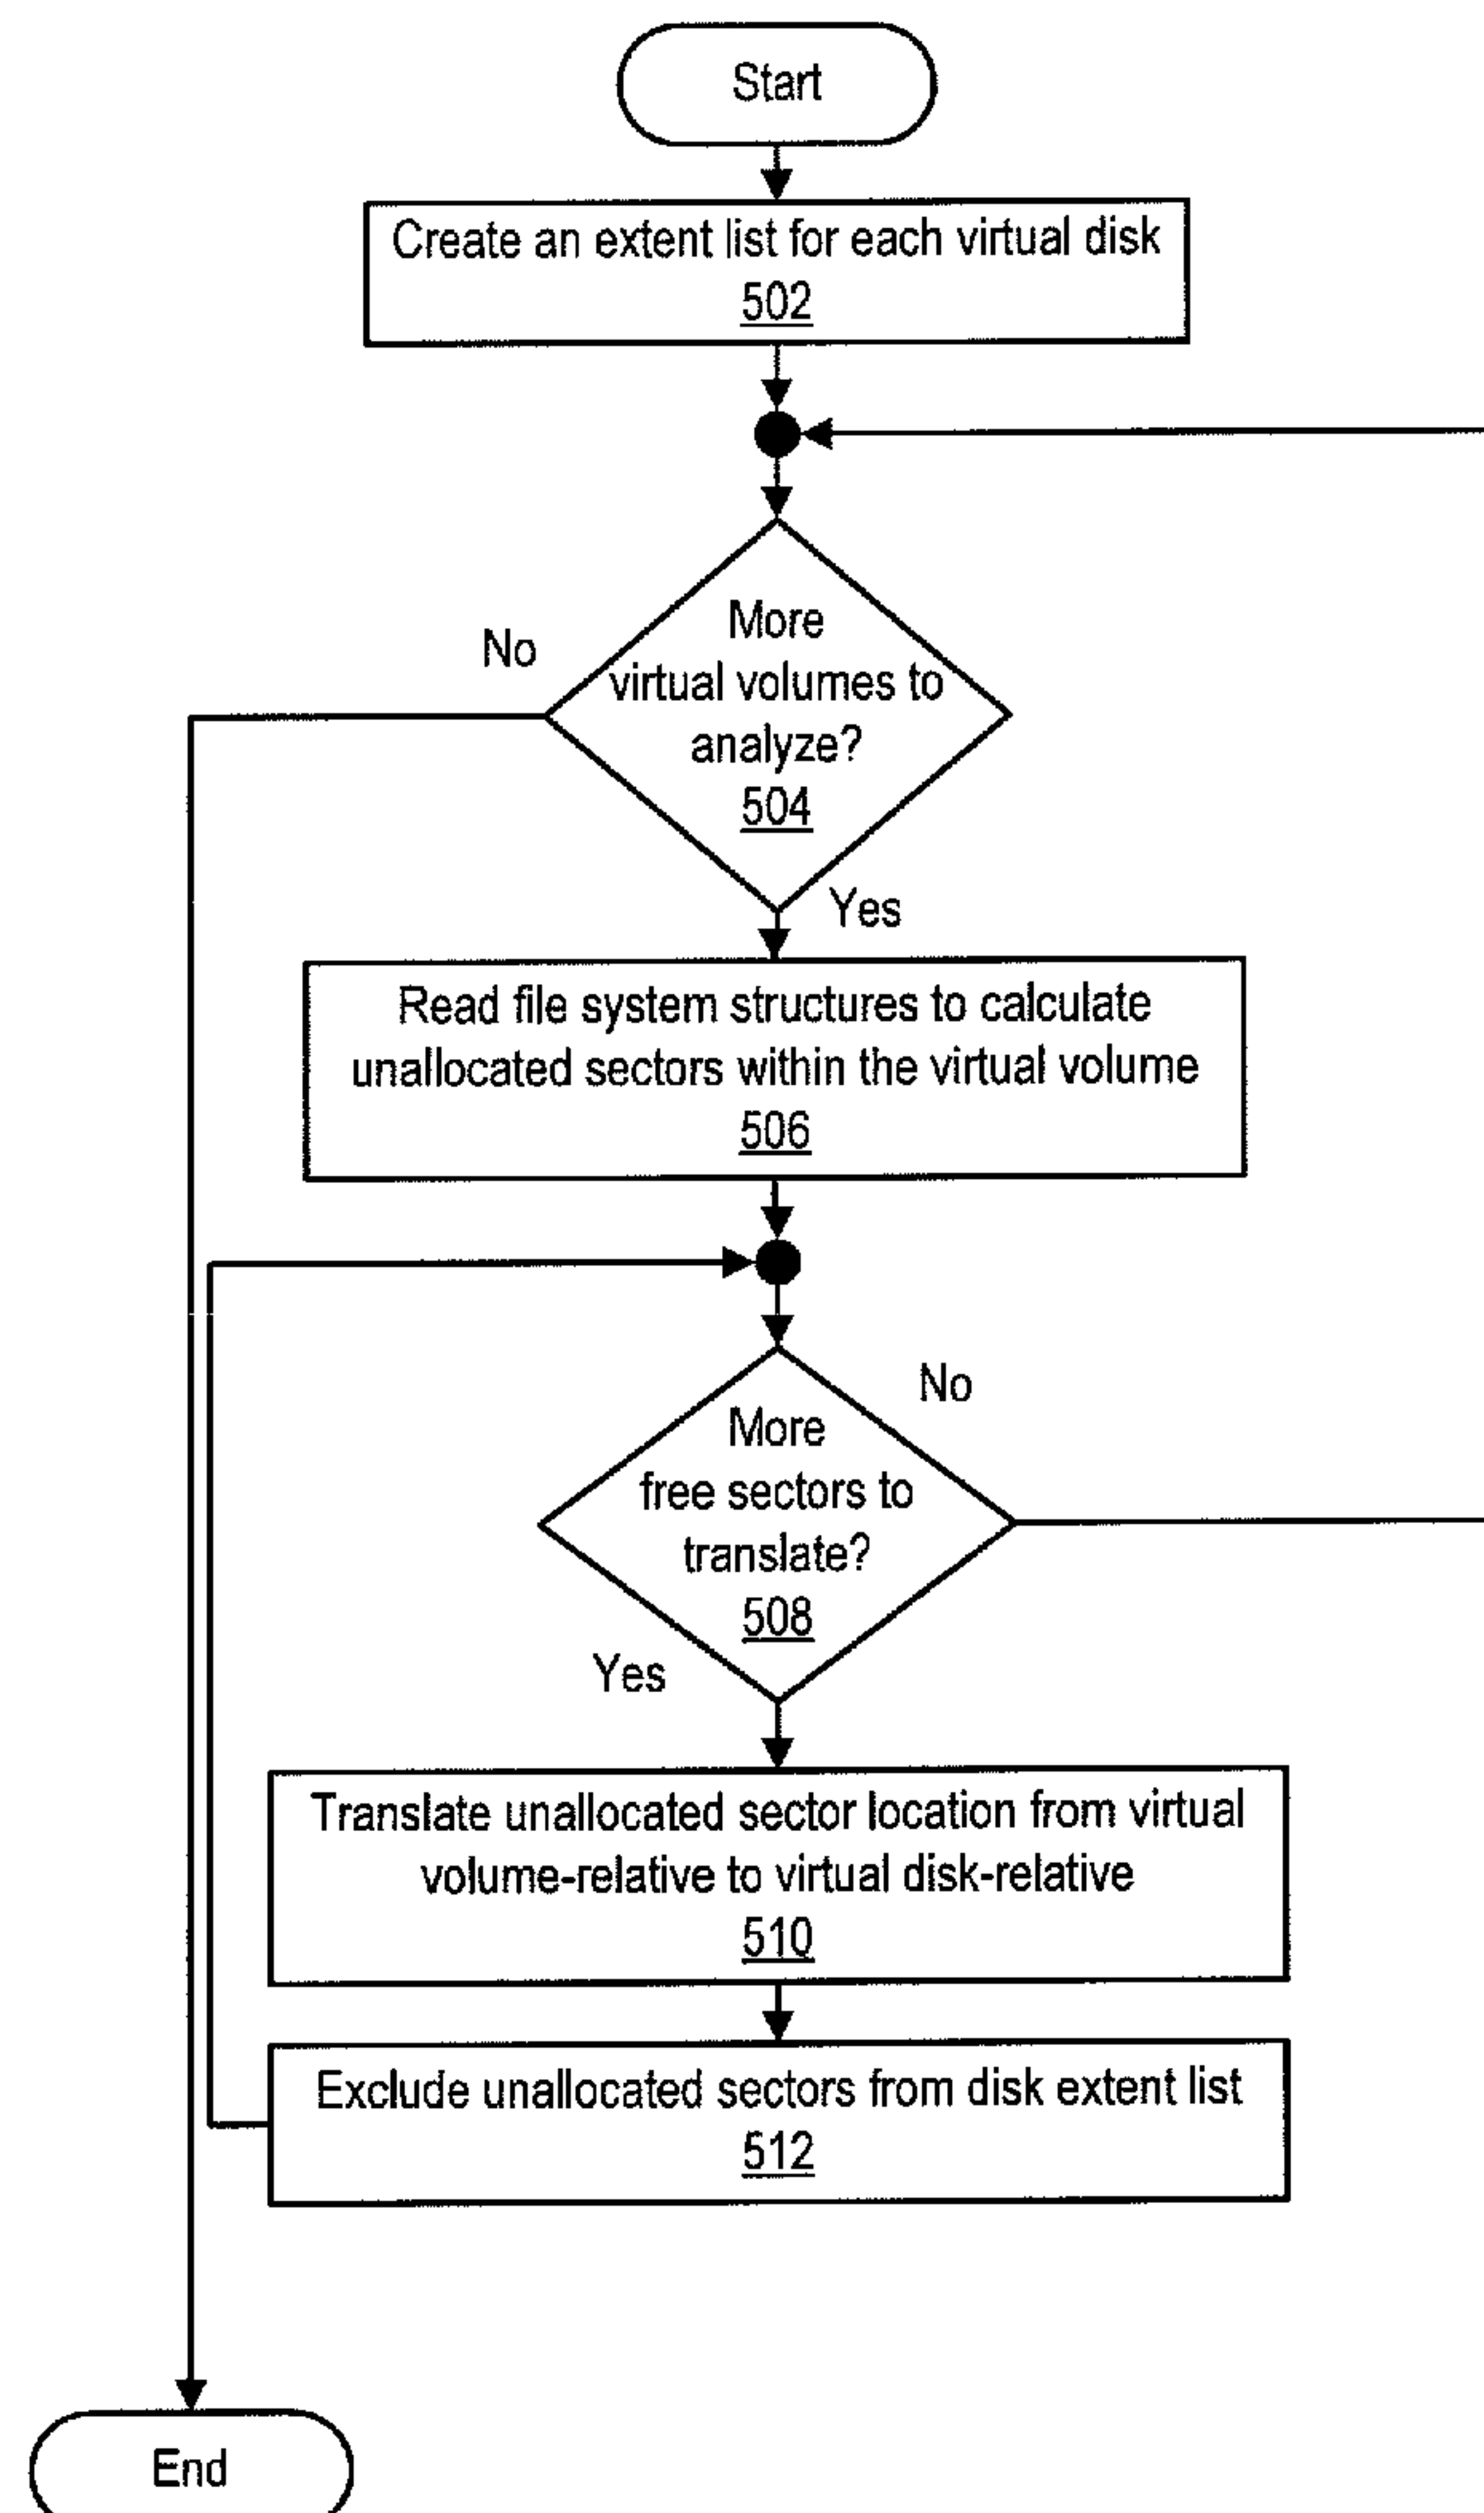 Start
Create an extent list for each virtual disk
502
No
More
virtual volumes to
analyze?
504
Yes
Read file system structures to calculate
unallocated sectors within the virtual volume
506
No
More
free sectors to
translate?
508
Yes
Translate unallocated sector location from virtual
volume-relative to virtual disk-relative
510
Exclude unallocated sectors from disk extent list
512
End